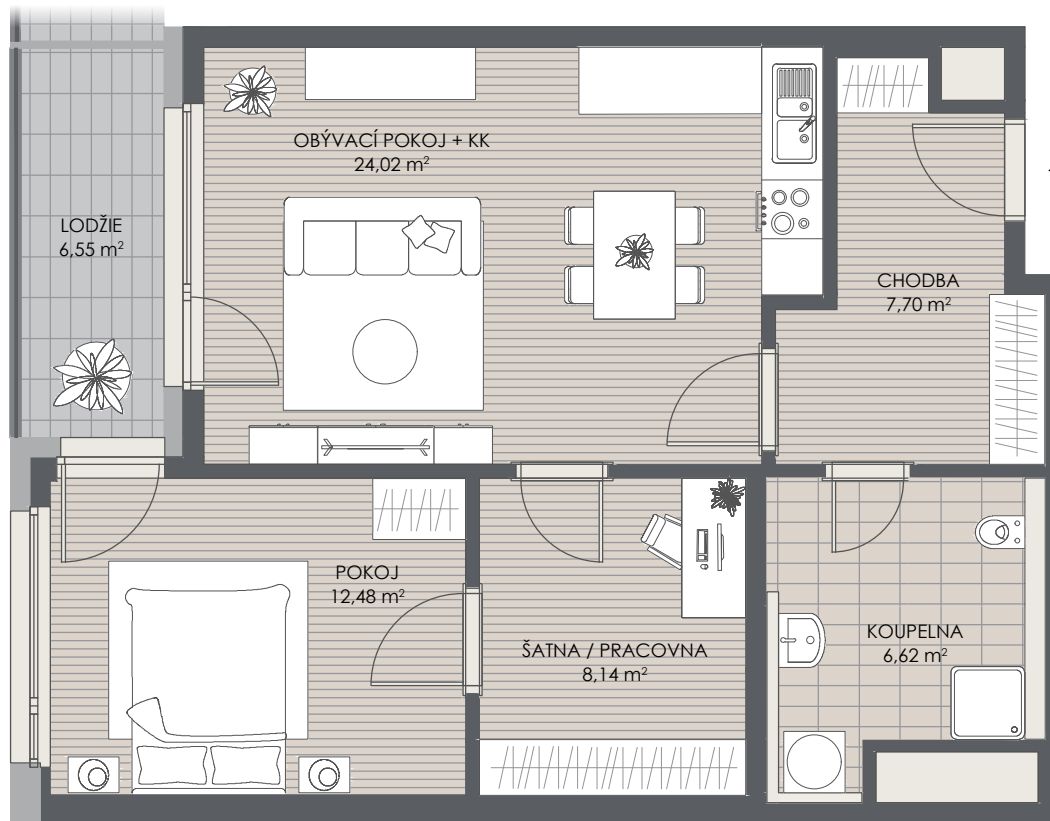 OBÝVACÍ POKOJ + KK
24,02 m²
LODŽIE
6,55 m²
CHODBA
7,70 m²
POKOJ
12,48 m²
ŠATNA / PRACOVNA
8,14 m²
KOUPELNA
6,62 m²